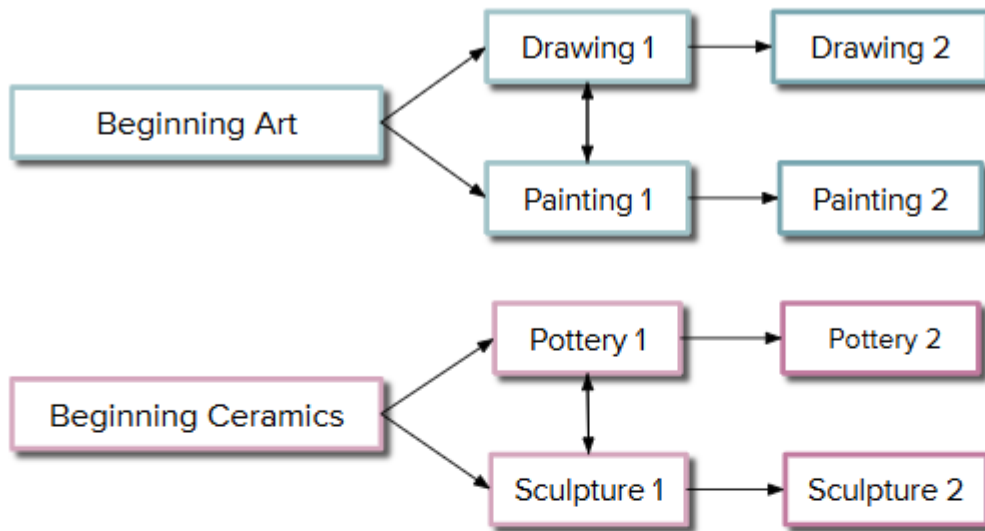 Beginning Art
Drawing 1
Drawing 2
Painting 1
Painting 2
Beginning Ceramics
Pottery 1
Pottery 2
Sculpture 1
Sculpture 2